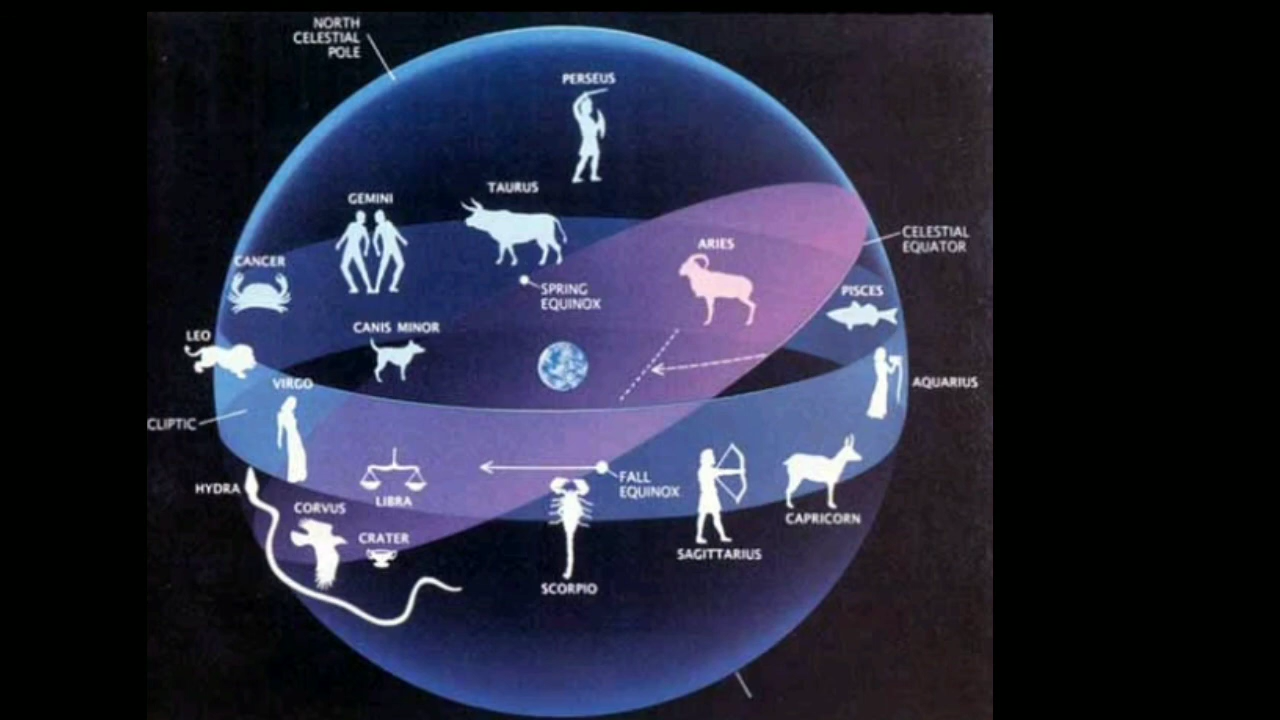 NORTH
CELESTIAL
POLE
PERSEUS
TAURUS
GEMINI
CELESTIAL
EQUATOR
ARIES
CANCER
SPRING
EQUINOX
PISCES
CANIS MINOR
LEO
VIRGO
AQUARIUS
CLIPTIC
FALL
EQUINOX
HYDRA
LIBRA
CORVUS
CAPRICORN
CRATER
SAGITTARIUS
SCORPIO